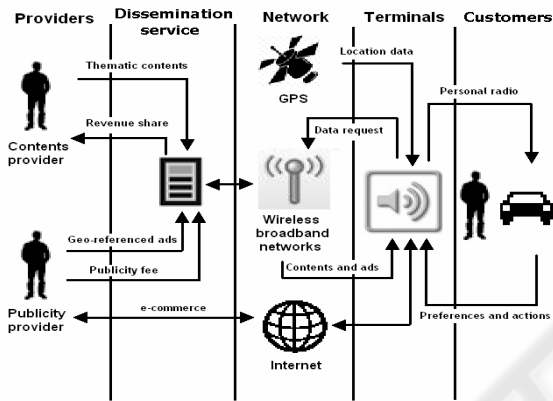 Providers
Dissemination
service
Network
Terminals
Customers
Thematic contents
Location data
GPS
Personal radio
Revenue share
Data request
Contents
provider
Wireless
broadband
networks
Geo-referenced ads
Publicity fee
Contents and ads
Publicity
provider
e-commerce
Preferences and actions
Internet